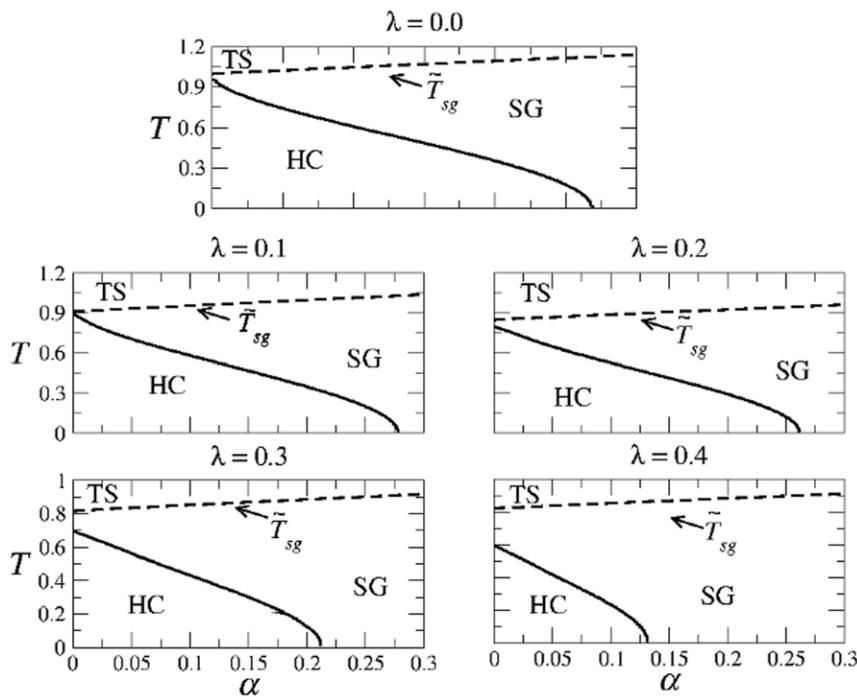 λ = 0.0
1.2
TS
0.9
T̃sg
SG
T
0.6
HC
0.3
0
λ = 0.1
λ = 0.2
1.2
TS
TS
0.9
T̃sg
T̃sg
T
0.6
SG
SG
HC
HC
0.3
0
λ = 0.3
λ = 0.4
1
TS
TS
0.8
T̃sg
T̃sg
0.6
T
0.4
SG
SG
HC
HC
0.2
0
0 0.05 0.1 0.15 0.2 0.25 0.3
0 0.05 0.1 0.15 0.2 0.25 0.3
α
α